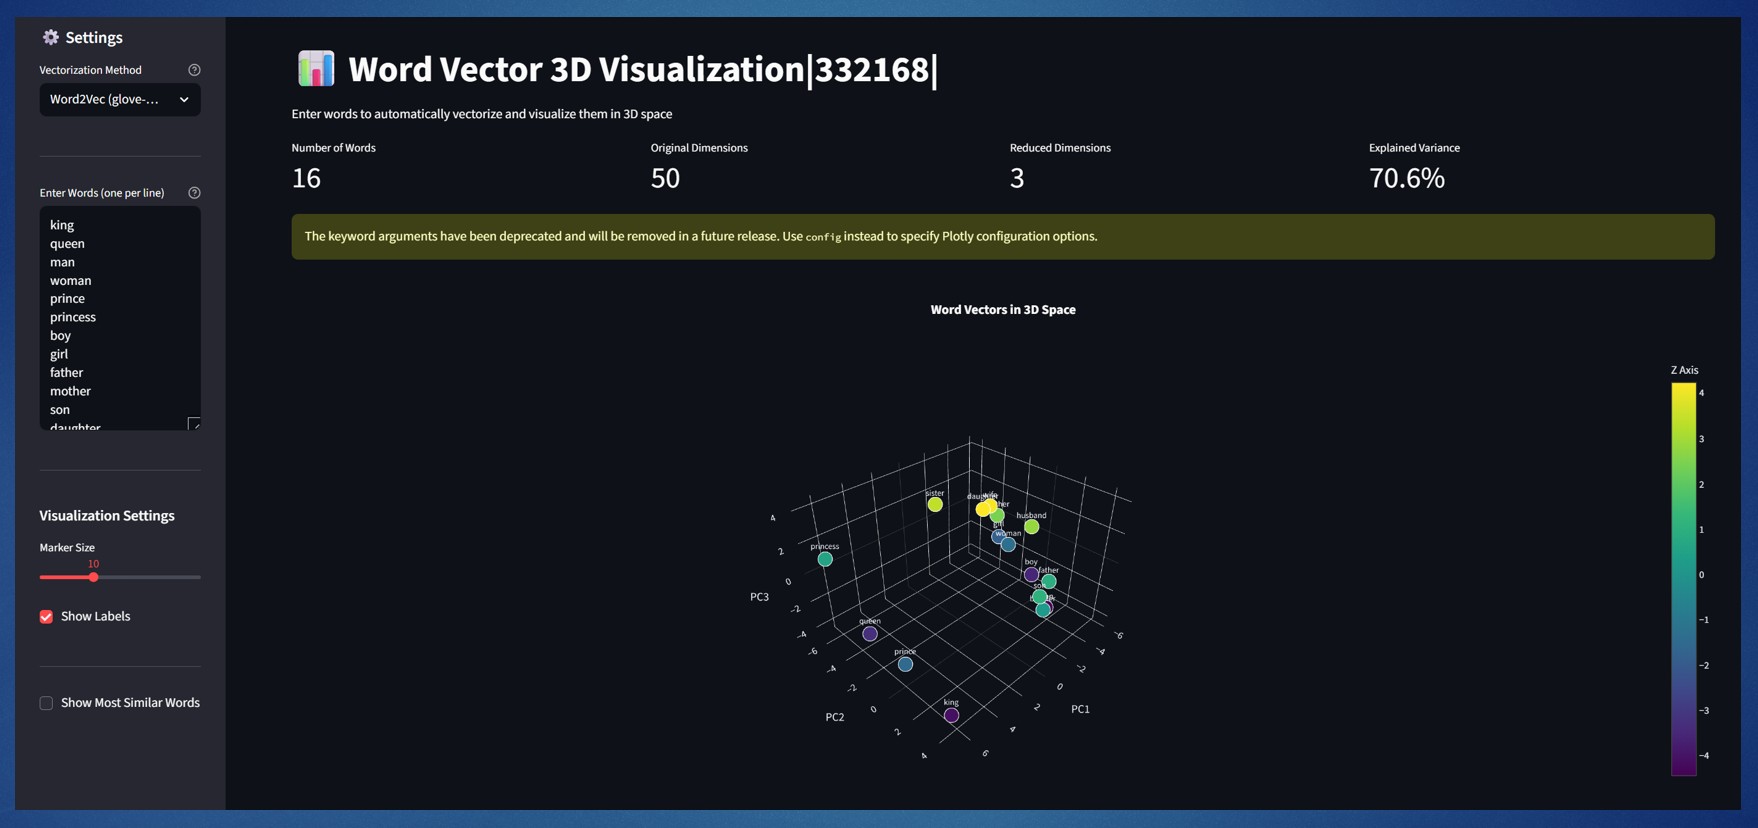 Settings
Vectorization Method
Word2Vec (glove-...
Enter Words (one per line)
king
queen
man
woman
prince
princess
boy
girl
father
mother
son
daughter
Visualization Settings
Marker Size
10
Show Labels
Show Most Similar Words
Word Vector 3D Visualization|332168|
Enter words to automatically vectorize and visualize them in 3D space
Number of Words
16
Original Dimensions
50
Reduced Dimensions
3
Explained Variance
70.6%
The keyword arguments have been deprecated and will be removed in a future release. Use config instead to specify Plotly configuration options.
Word Vectors in 3D Space
Z Axis
4
3
2
1
0
−1
−2
−3
−4
sister
husband
girl
woman
princess
boy
father
son
queen
prince
king
PC3
4
2
0
−2
−4
PC2
−6
−4
−2
0
2
4
PC1
−6
−4
−2
0
2
4
6